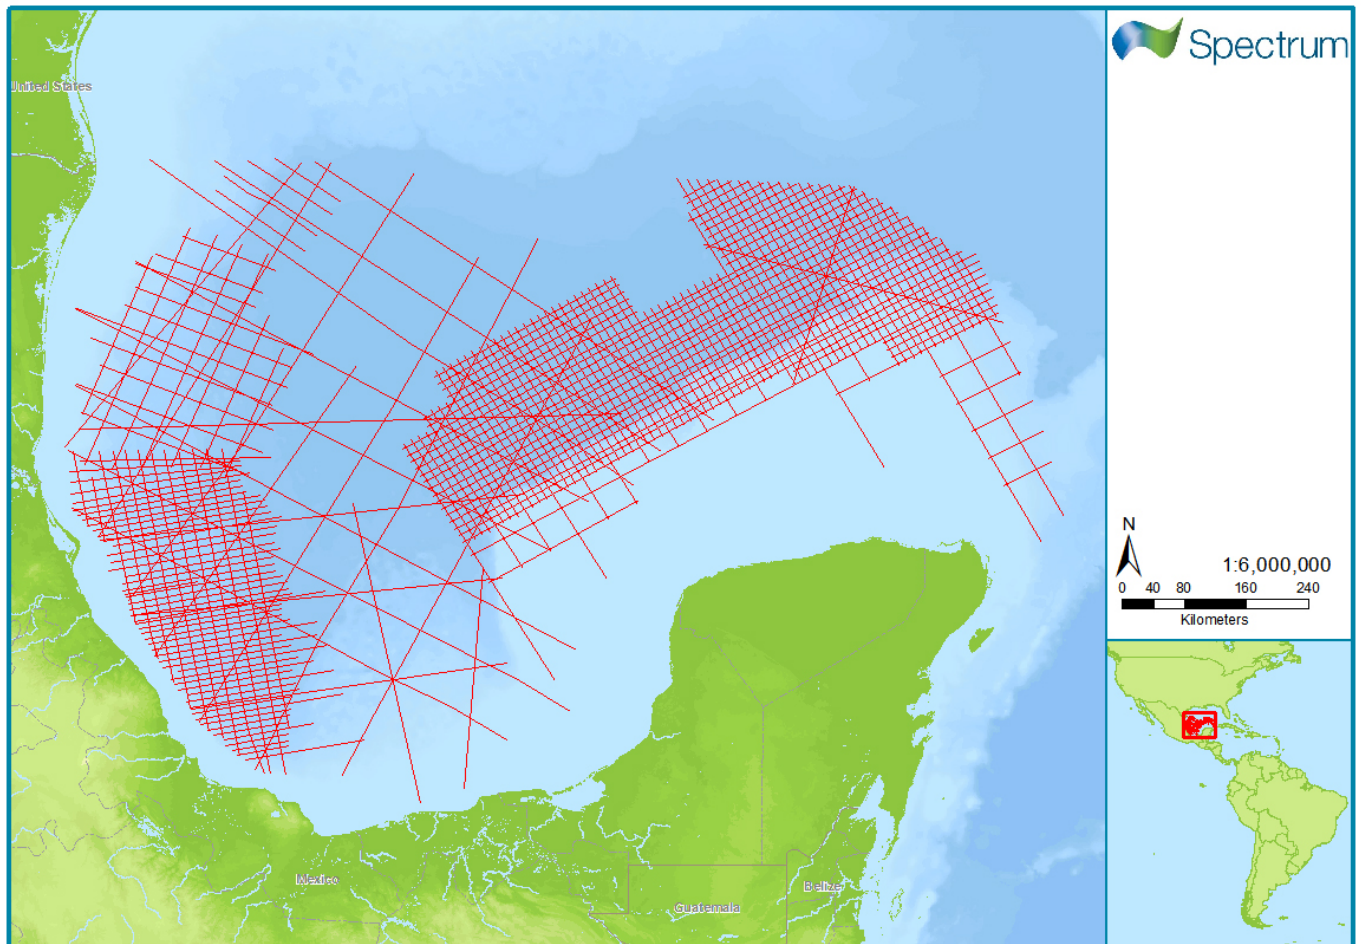 Spectrum
United States
N
1:6,000,000
0 40 80 160 240
Kilometers
Mexico
Belize
Guatemala